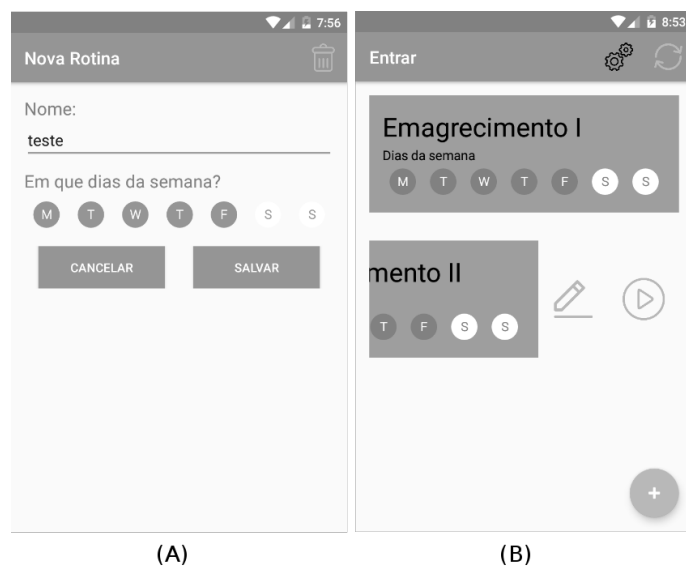 7:56
Nova Rotina
Nome:
teste
Em que dias da semana?
M T W T F S S
CANCELAR SALVAR
(A)
8:53
Entrar
Emagrecimento I
Dias da semana
M T W T F S S
mento II
T F S S
+
(B)